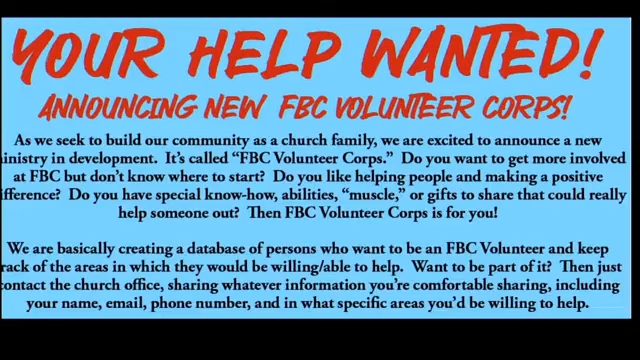 YOUR HELP WANTED!
ANNOUNCING NEW FBC VOLUNTEER CORPS!
As we seek to build our community as a church family, we are excited to announce a new
inistry in development. It's called “FBC Volunteer Corps.” Do you want to get more involved
at FBC but don't know where to start? Do you like helping people and making a positive
ifference? Do you have special know-how, abilities, “muscle,” or gifts to share that could really
help someone out? Then FBC Volunteer Corps is for you!
We are basically creating a database of persons who want to be an FBC Volunteer and keep
rack of the areas in which they would be willing/able to help. Want to be part of it? Then just
contact the church office, sharing whatever information you're comfortable sharing, including
your name, email, phone number, and in what specific areas you'd be willing to help.